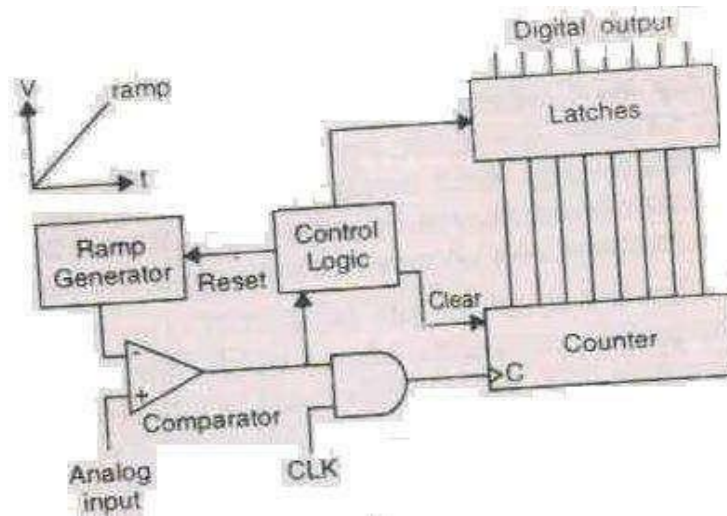 Digital output
V
ramp
t
Latches
Ramp
Generator
Reset
Control
Logic
Clear
Counter
C
-
+
Comparator
Analog
input
CLK